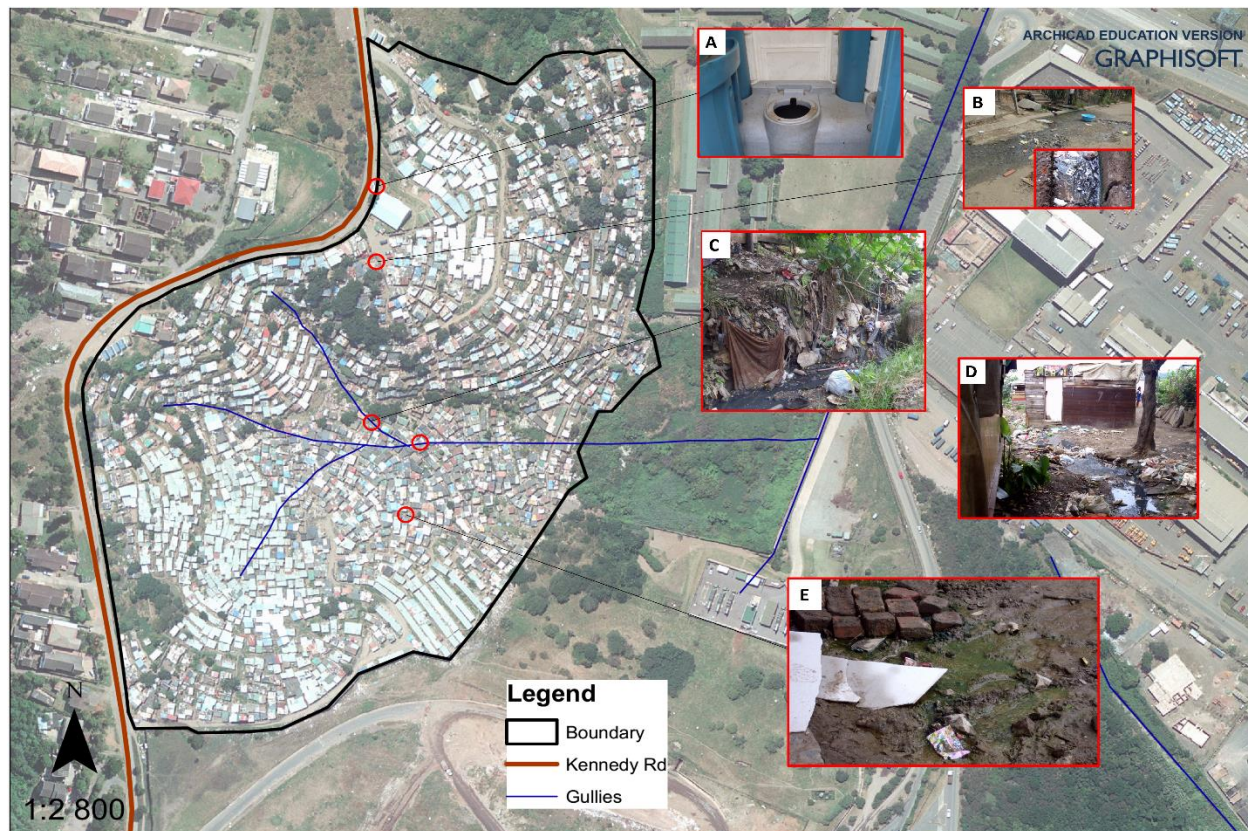 ARCHICAD EDUCATION VERSION
GRAPHISOFT
A
B
C
D
E
N
1:2 800
Legend
Boundary
Kennedy Rd
Gullies